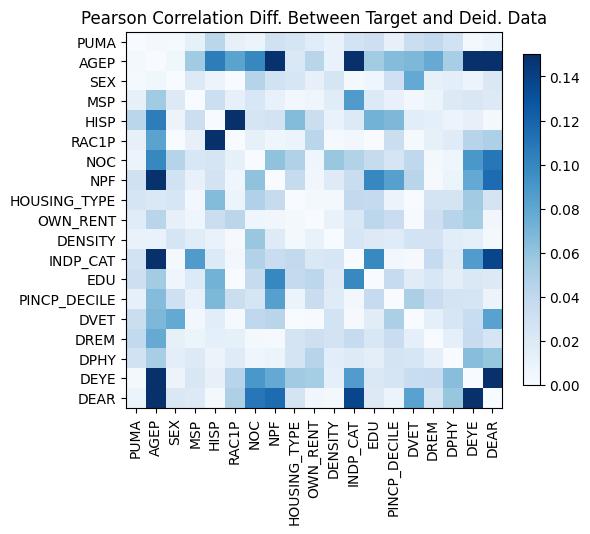 Pearson Correlation Diff. Between Target and Deid. Data
PUMA
AGEP
SEX
MSP
HISP
RAC1P
NOC
NPF
HOUSING_TYPE
OWN_RENT
DENSITY
INDP_CAT
EDU
PINCP_DECILE
DVET
DREM
DPHY
DEYE
DEAR
PUMA
AGEP
SEX
MSP
HISP
RAC1P
NOC
NPF
HOUSING_TYPE
OWN_RENT
DENSITY
INDP_CAT
EDU
PINCP_DECILE
DVET
DREM
DPHY
DEYE
DEAR
0.14
0.12
0.10
0.08
0.06
0.04
0.02
0.00